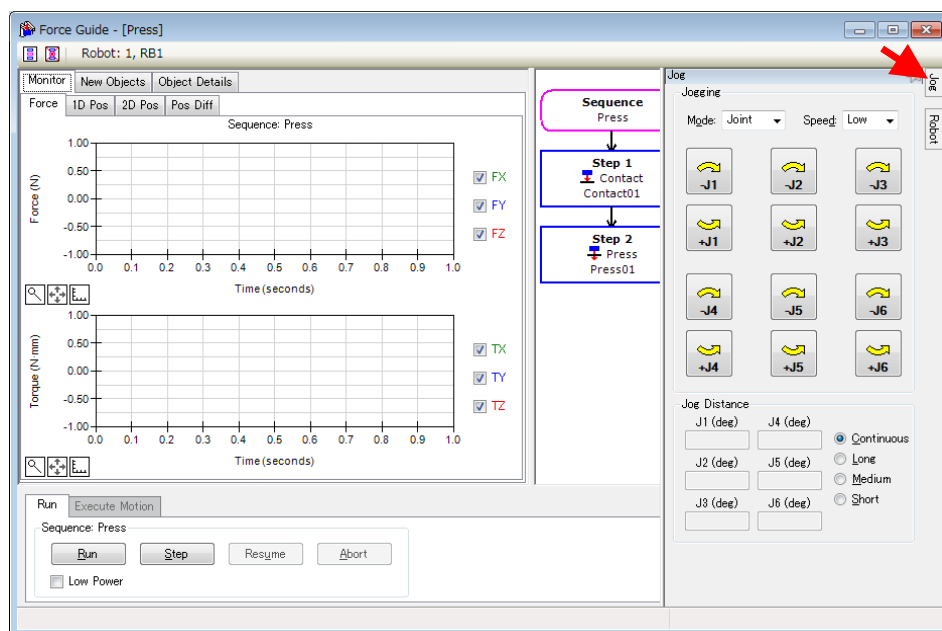 Force Guide - [Press]
Robot: 1, RB1
Monitor New Objects Object Details
Force 1D Pos 2D Pos Pos Diff
Sequence: Press
Force (N)
1.00
0.50
0.00
-0.50
-1.00
0.0 0.1 0.2 0.3 0.4 0.5 0.6 0.7 0.8 0.9 1.0
Time (seconds)
FX
FY
FZ
Torque (N·mm)
1.00
0.50
0.00
-0.50
-1.00
0.0 0.1 0.2 0.3 0.4 0.5 0.6 0.7 0.8 0.9 1.0
Time (seconds)
TX
TY
TZ
Run Execute Motion
Sequence: Press
Run Step Resume Abort
Low Power
Sequence
Press
Step 1
Contact
Contact01
Step 2
Press
Press01
Jog
Jogging
Mode: Joint Speed: Low
-J1 -J2 -J3
+J1 +J2 +J3
-J4 -J5 -J6
+J4 +J5 +J6
Jog Distance
J1 (deg) J4 (deg)
J2 (deg) J5 (deg)
J3 (deg) J6 (deg)
Continuous
Long
Medium
Short
Jog
Robot